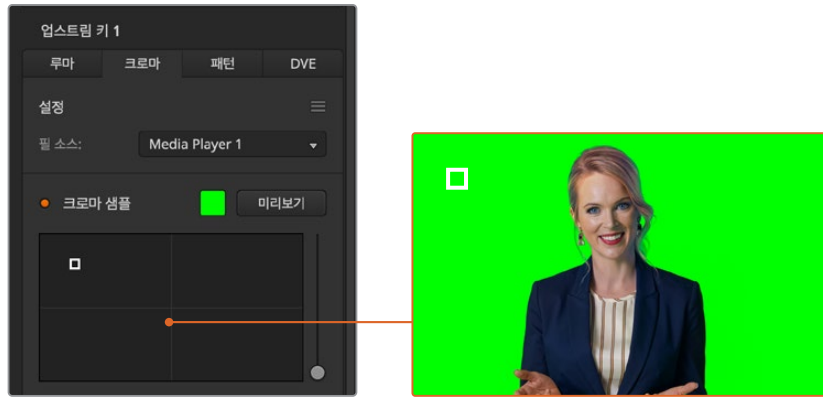 업스트림 키 1
루마 크로마 패턴 DVE
설정
필 소스: Media Player 1
크로마 샘플 미리보기